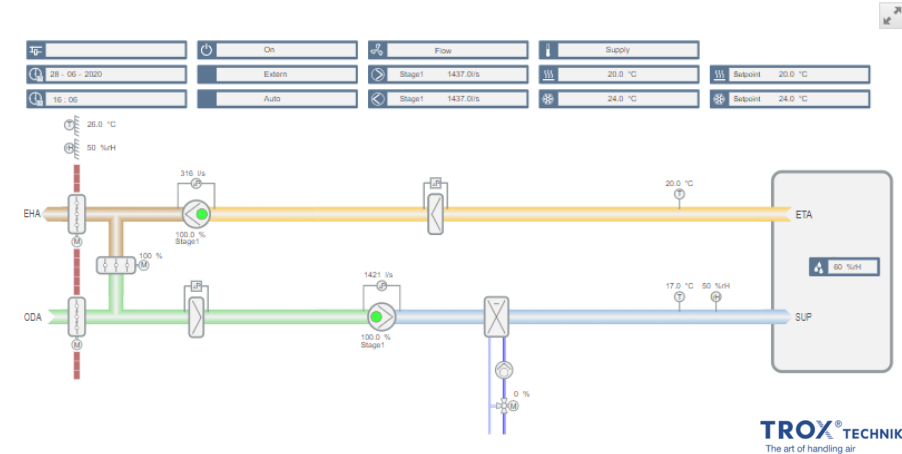 On
Flow
Supply
28 - 06 - 2020
Extern
Stage1 1437.0l/s
20.0 °C
Setpoint 20.0 °C
16 : 06
Auto
Stage1 1437.0l/s
24.0 °C
Setpoint 24.0 °C
T 26.0 °C
50 %rH
316 l/s
20.0 °C
T
EHA
ETA
100.0 %
Stage1
M
100 %
M
60 %rH
1421 l/s
17.0 °C 50 %rH
T
ODA
SUP
100.0 %
Stage1
M
0 %
M
TROX® TECHNIK
The art of handling air